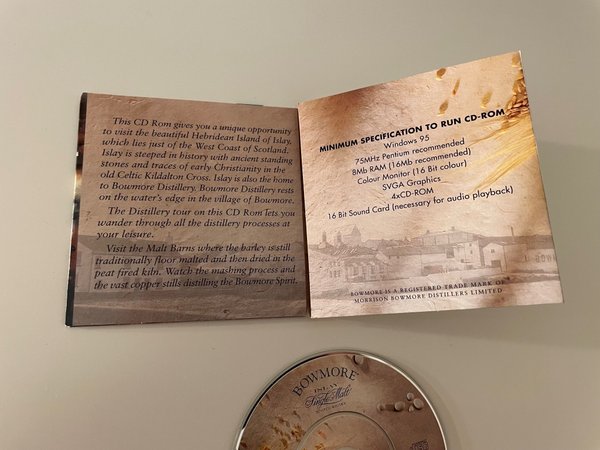 This CD Rom gives you a unique opportunity
to visit the beautiful Hebridean Island of Islay,
which lies just of the West Coast of Scotland.
Islay is steeped in history with ancient standing
stones and traces of early Christianity in the
old Celtic Kildalton Cross. Islay is also the home
to Bowmore Distillery. Bowmore Distillery rests
on the water's edge in the village of Bowmore.
The Distillery tour on this CD Rom lets you
wander through all the distillery processes at
your leisure.
Visit the Malt Barns where the barley is still
traditionally floor malted and then dried in the
peat fired kiln. Watch the mashing process and
the vast copper stills distilling the Bowmore Spirit.
MINIMUM SPECIFICATION TO RUN CD-ROM
Windows 95
75MHz Pentium recommended
8Mb RAM (16Mb recommended)
Colour Monitor (16 Bit colour)
SVGA Graphics
4xCD-ROM
16 Bit Sound Card (necessary for audio playback)
BOWMORE IS A REGISTERED TRADE MARK OF
MORRISON BOWMORE DISTILLERS LIMITED
BOWMORE
ISLAY
Single Malt